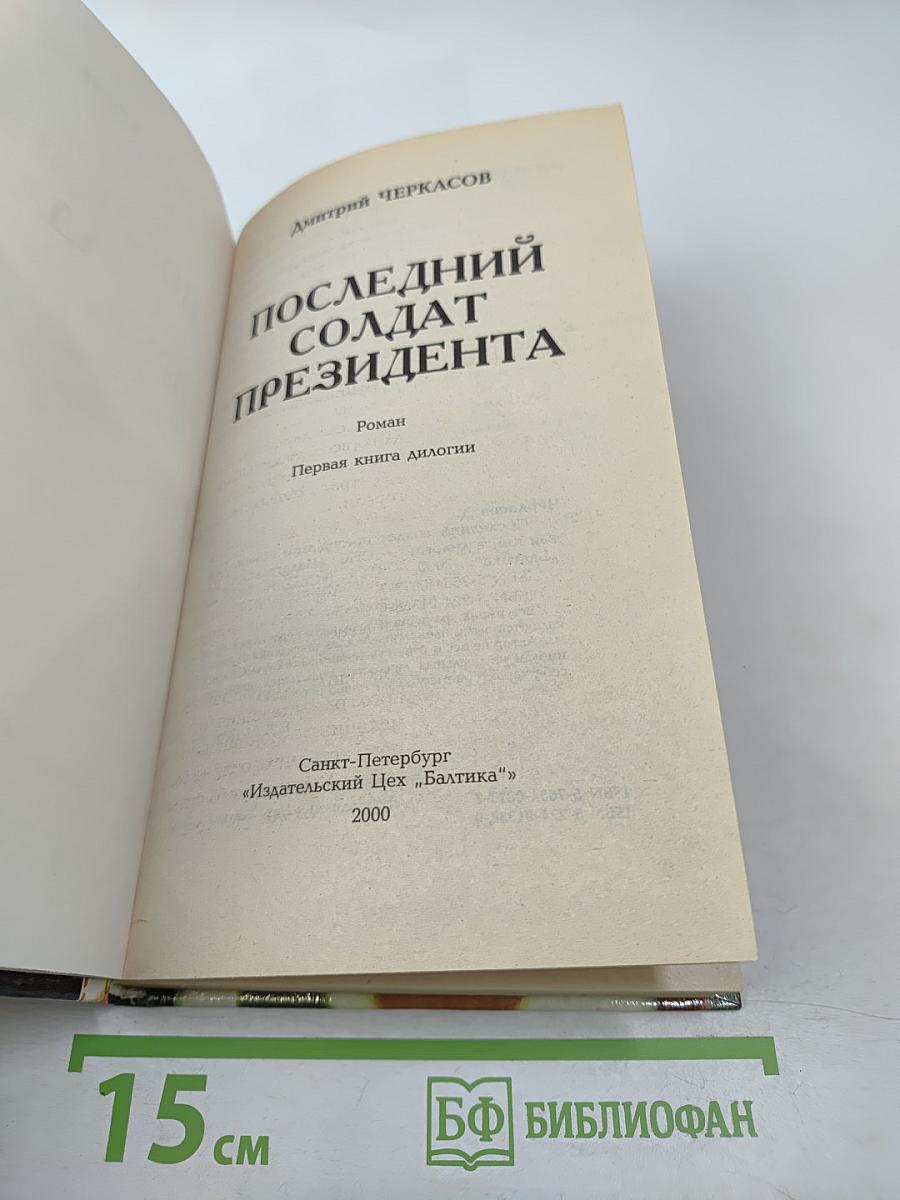 Дмитрий ЧЕРКАСОВ
ПОСЛЕДНИЙ
СОЛДАТ
ПРЕЗИДЕНТА
Роман
Первая книга дилогии
Санкт-Петербург
«Издательский Цех „Балтика"»
2000
15 см
БФ БИБЛИОФАН